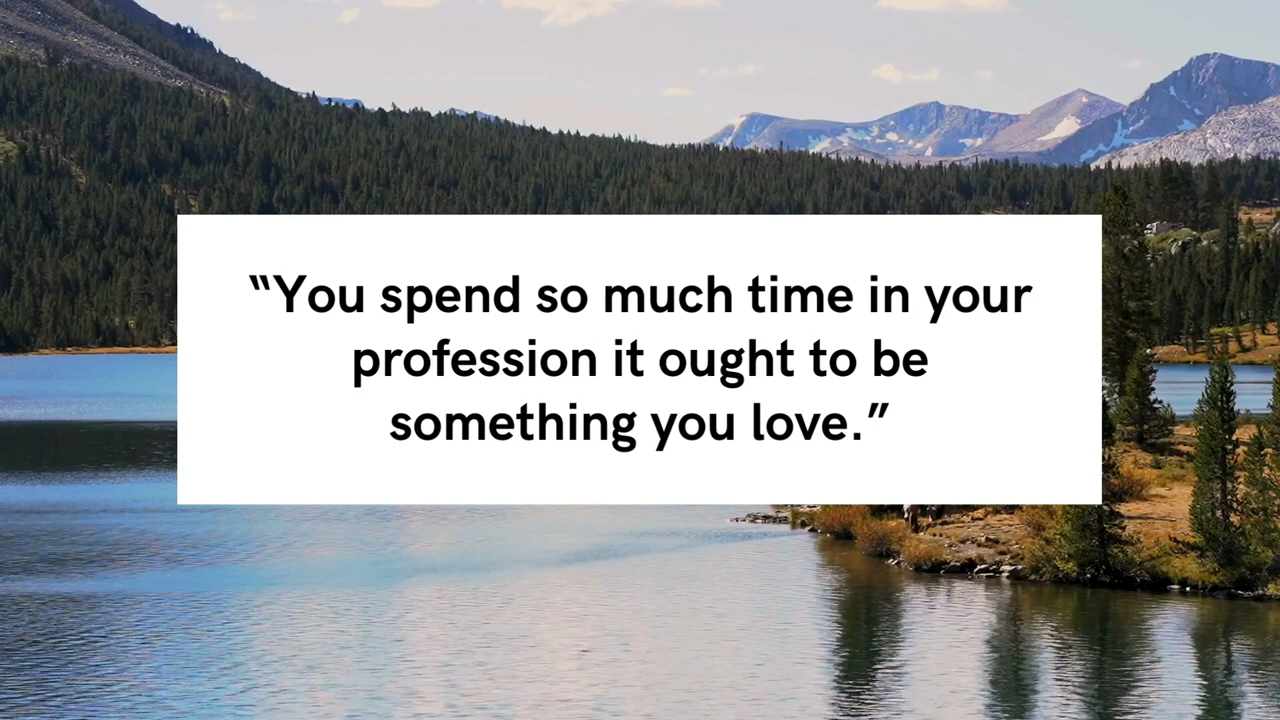 “You spend so much time in your
profession it ought to be
something you love.”